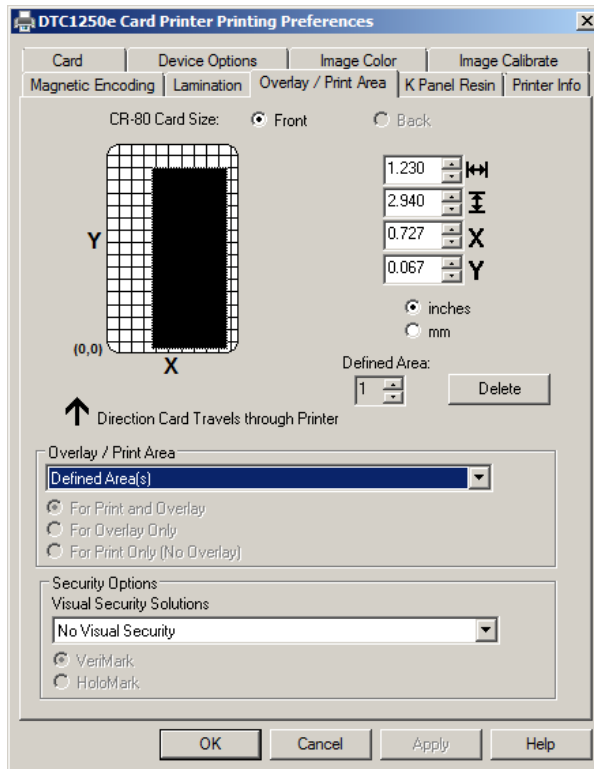 DTC1250e Card Printer Printing Preferences
Card Device Options Image Color Image Calibrate
Magnetic Encoding Lamination Overlay / Print Area K Panel Resin Printer Info
CR-80 Card Size: Front Back
1.230
2.940
0.727 X
Y 0.067 Y
inches
mm
(0,0)
X
Defined Area:
1 Delete
Direction Card Travels through Printer
Overlay / Print Area
Defined Area(s)
For Print and Overlay
For Overlay Only
For Print Only (No Overlay)
Security Options
Visual Security Solutions
No Visual Security
VeriMark
HoloMark
OK Cancel Apply Help